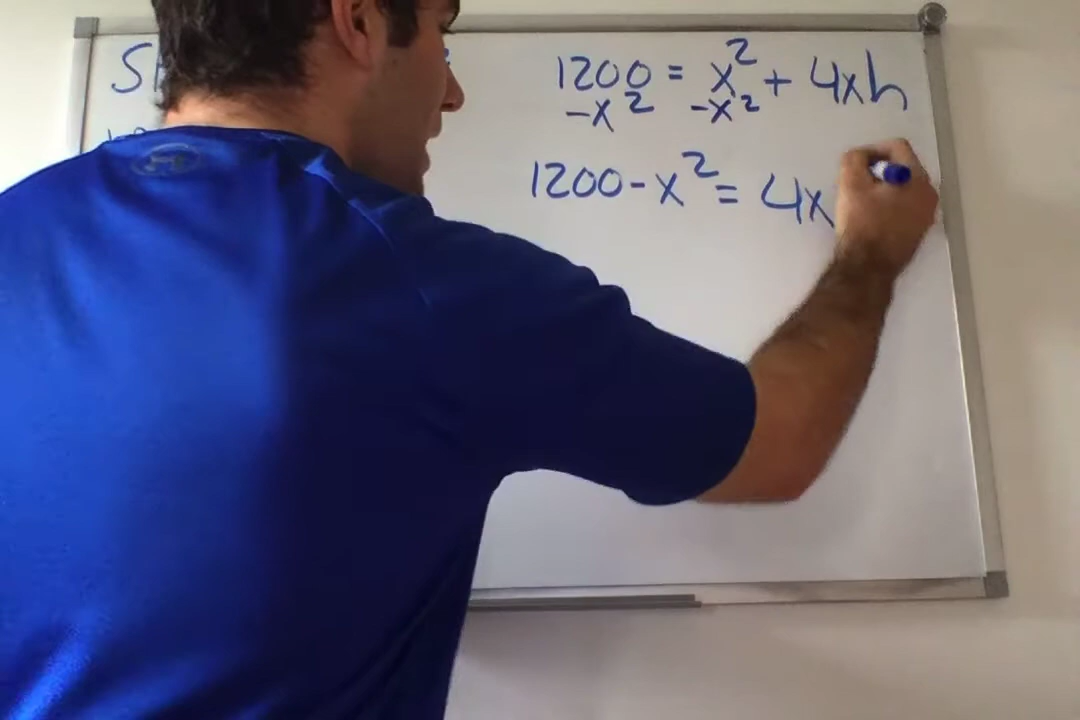 1200 = x² + 4xh
-x² -x²
1200 - x² = 4x